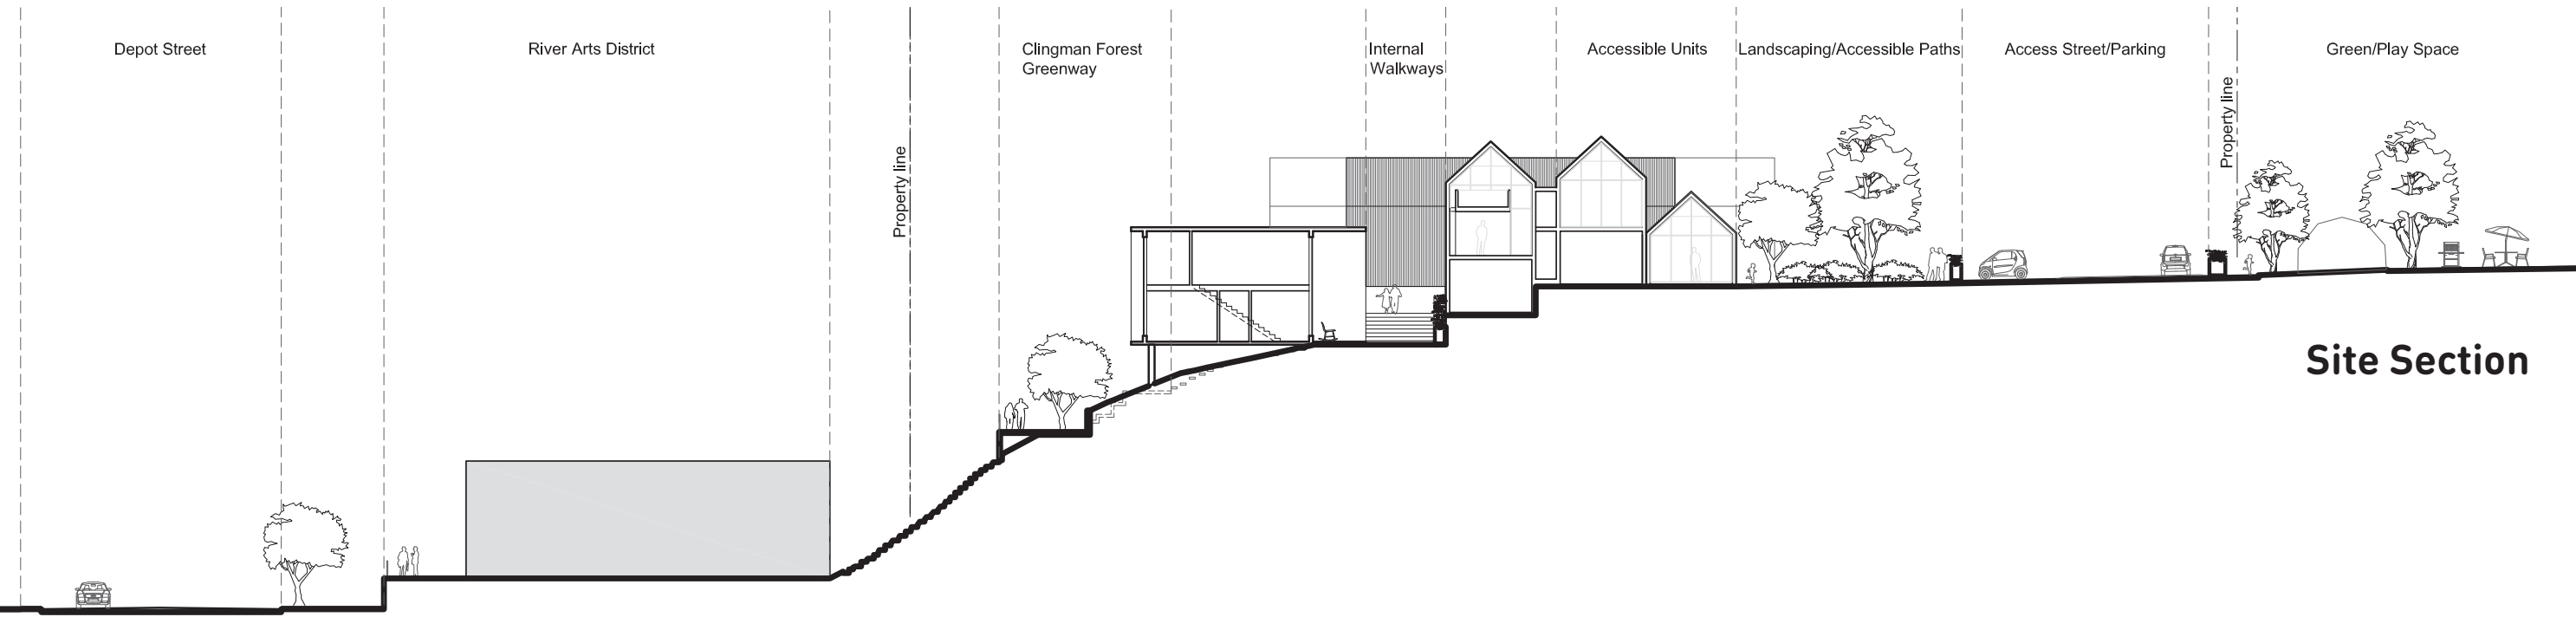 Depot Street
River Arts District
Property line
Clingman Forest
Greenway
Internal
Walkways
Accessible Units
Landscaping/Accessible Paths
Access Street/Parking
Property line
Green/Play Space
Site Section